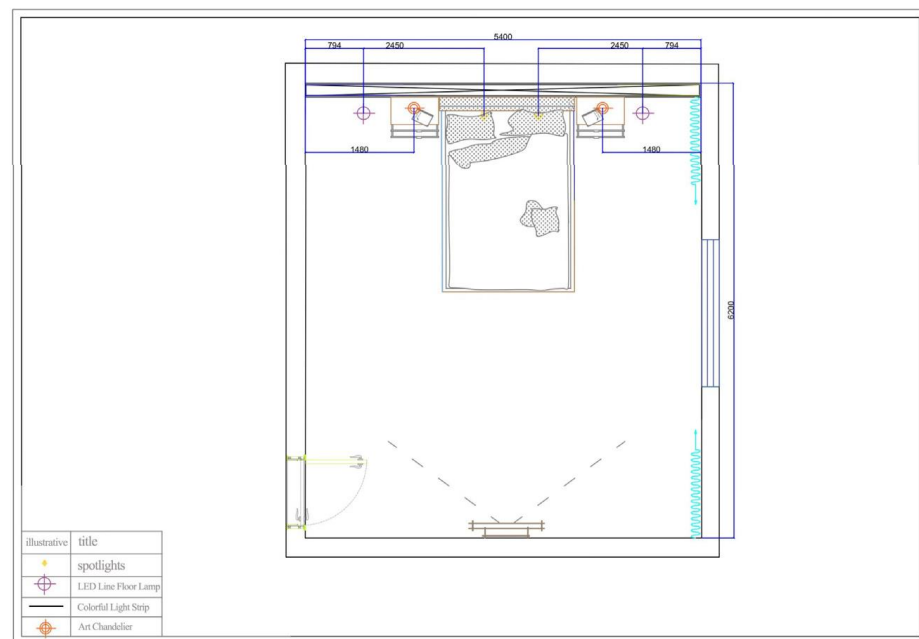 5400
794 2450 2450 794
1480 1480
6200
illustrative title
spotlights
LED Line Floor Lamp
Colorful Light Strip
Art Chandelier